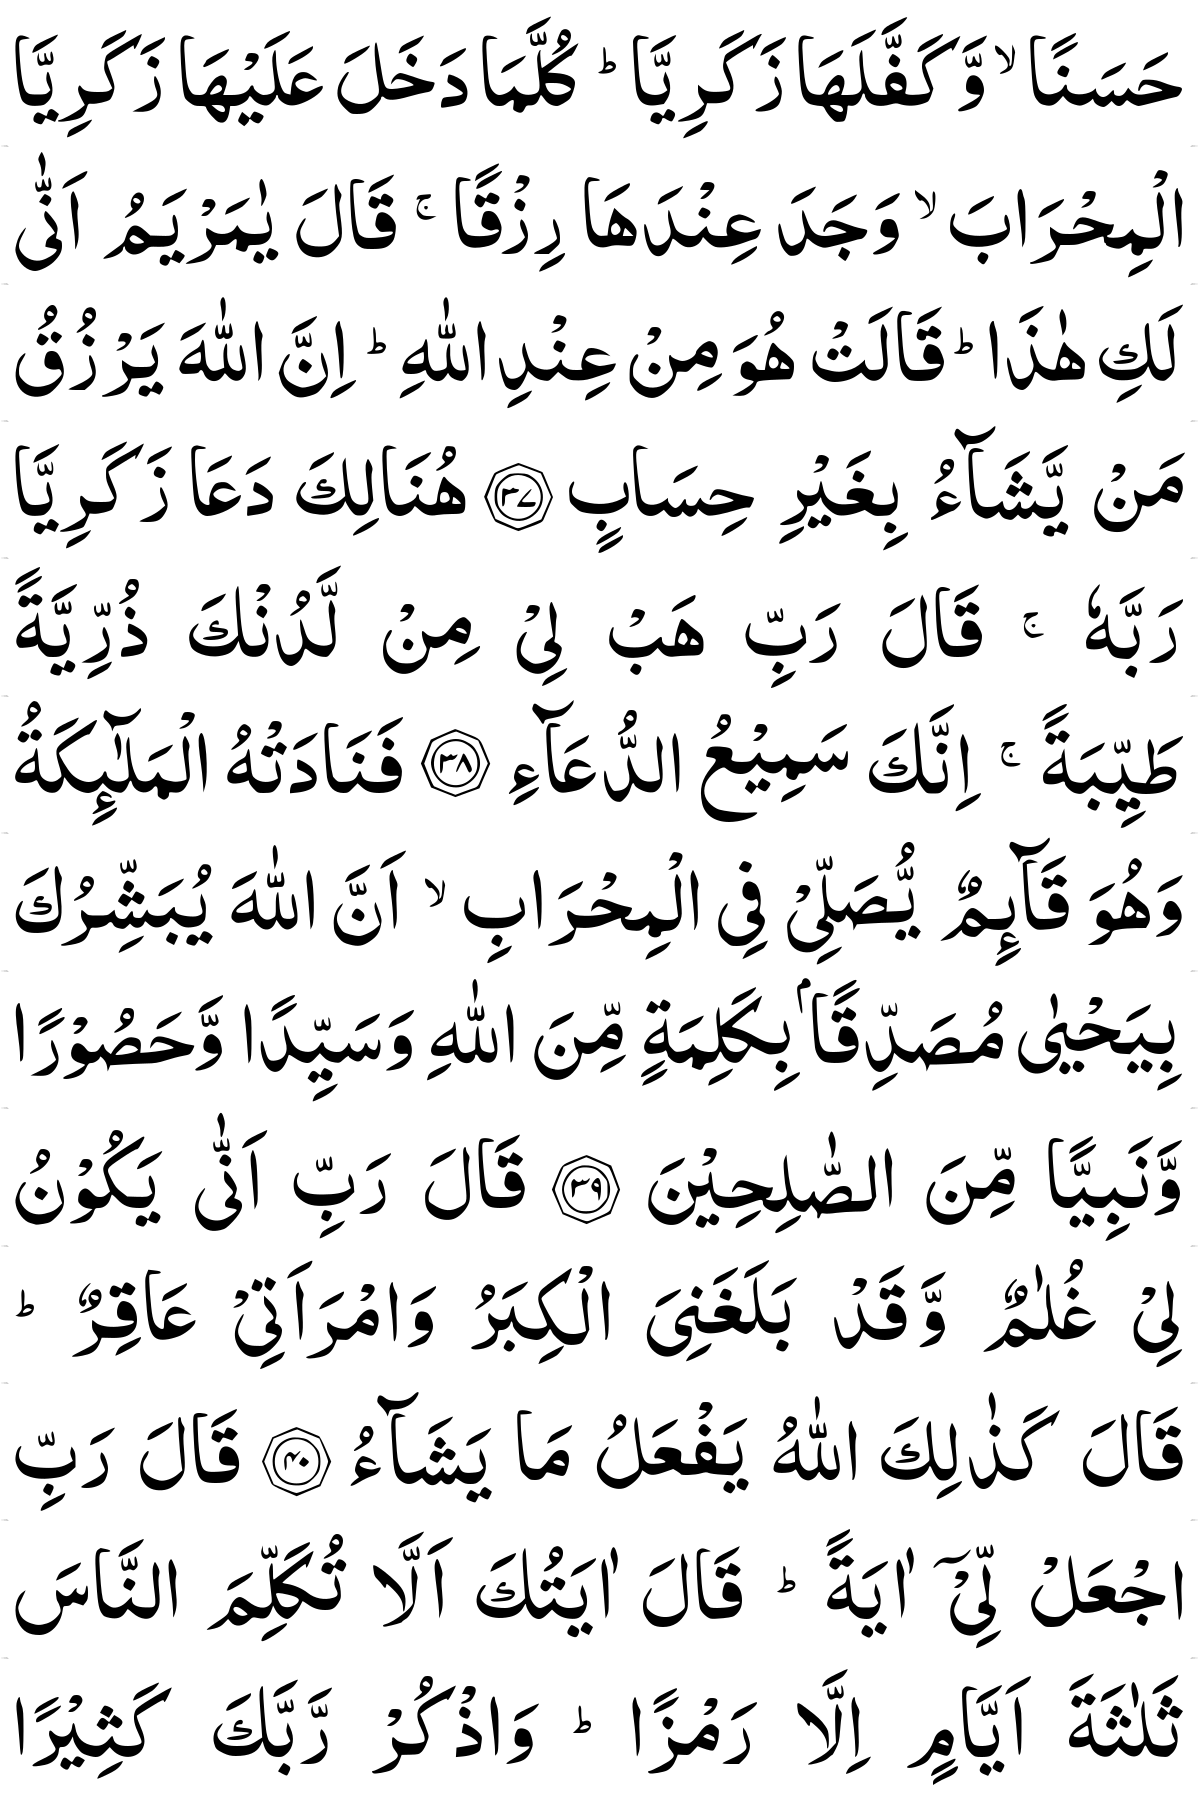 حَسَنًا ۙ وَّكَفَّلَهَا زَكَرِيَّا ؕ كُلَّمَا دَخَلَ عَلَيْهَا زَكَرِيَّا
الْمِحْرَابَ ۙ وَجَدَ عِنْدَهَا رِزْقًا ۚ قَالَ يٰمَرْيَمُ اَنّٰى
لَكِ هٰذَا ؕ قَالَتْ هُوَ مِنْ عِنْدِ اللّٰهِ ؕ اِنَّ اللّٰهَ يَرْزُقُ
مَنْ يَّشَآءُ بِغَيْرِ حِسَابٍ ﴿۳۷﴾ هُنَالِكَ دَعَا زَكَرِيَّا
رَبَّهٗ ۚ قَالَ رَبِّ هَبْ لِىْ مِنْ لَّدُنْكَ ذُرِّيَّةً
طَيِّبَةً ۚ اِنَّكَ سَمِيْعُ الدُّعَآءِ ﴿۳۸﴾ فَنَادَتْهُ الْمَلٰٓئِكَةُ
وَهُوَ قَآئِمٌ يُّصَلِّىْ فِى الْمِحْرَابِ ۙ اَنَّ اللّٰهَ يُبَشِّرُكَ
بِيَحْيٰى مُصَدِّقًاۢ بِكَلِمَةٍ مِّنَ اللّٰهِ وَسَيِّدًا وَّحَصُوْرًا
وَّنَبِيًّا مِّنَ الصّٰلِحِيْنَ ﴿۳۹﴾ قَالَ رَبِّ اَنّٰى يَكُوْنُ
لِىْ غُلٰمٌ وَّقَدْ بَلَغَنِىَ الْكِبَرُ وَامْرَاَتِىْ عَاقِرٌ ؕ
قَالَ كَذٰلِكَ اللّٰهُ يَفْعَلُ مَا يَشَآءُ ﴿۴۰﴾ قَالَ رَبِّ
اجْعَلْ لِّىْٓ اٰيَةً ؕ قَالَ اٰيَتُكَ اَلَّا تُكَلِّمَ النَّاسَ
ثَلٰثَةَ اَيَّامٍ اِلَّا رَمْزًا ؕ وَاذْكُرْ رَّبَّكَ كَثِيْرًا